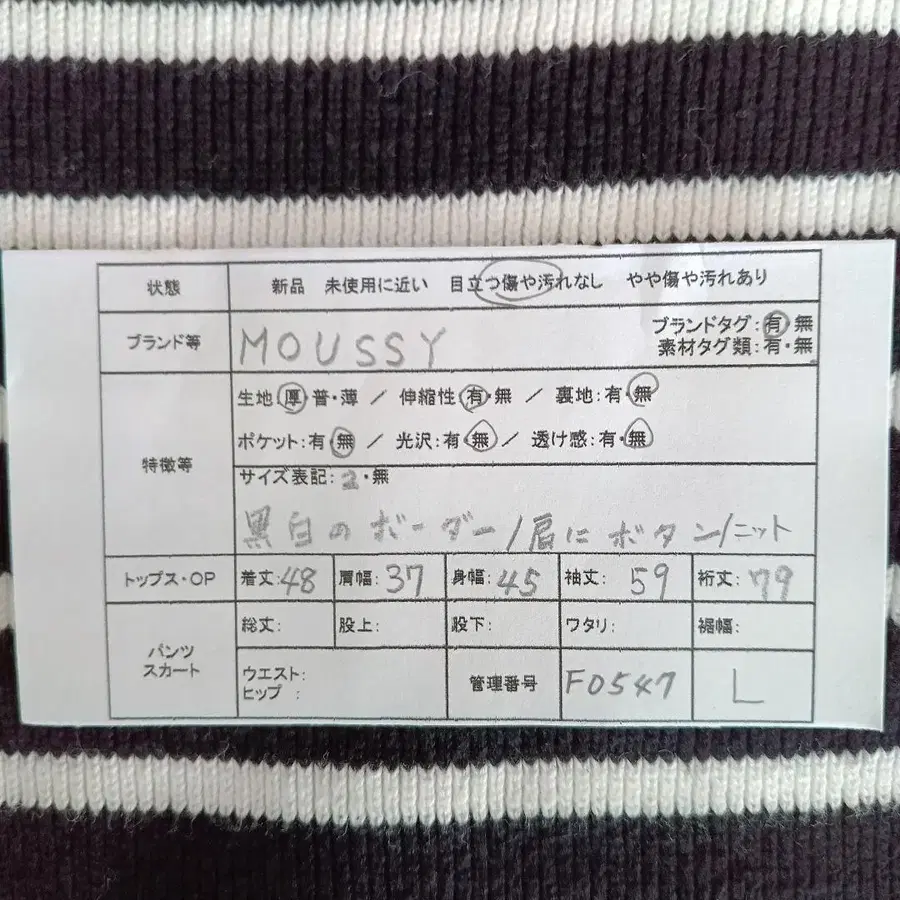 状態 新品 未使用に近い 目立つ傷や汚れなし やや傷や汚れあり
ブランド等 MOUSSY ブランドタグ:有・無
素材タグ類:有・無
特徴等
生地:厚・普・薄 / 伸縮性:有・無 / 裏地:有・無
ポケット:有・無 / 光沢:有・無 / 透け感:有・無
サイズ表記:2・無
黒白のボーダー/肩にボタン/ニット
トップス・OP 着丈:48 肩幅:37 身幅:45 袖丈:59 裄丈:79
パンツ スカート
総丈: 股上: 股下: ワタリ: 裾幅:
ウエスト:
ヒップ:
管理番号 F0547 L